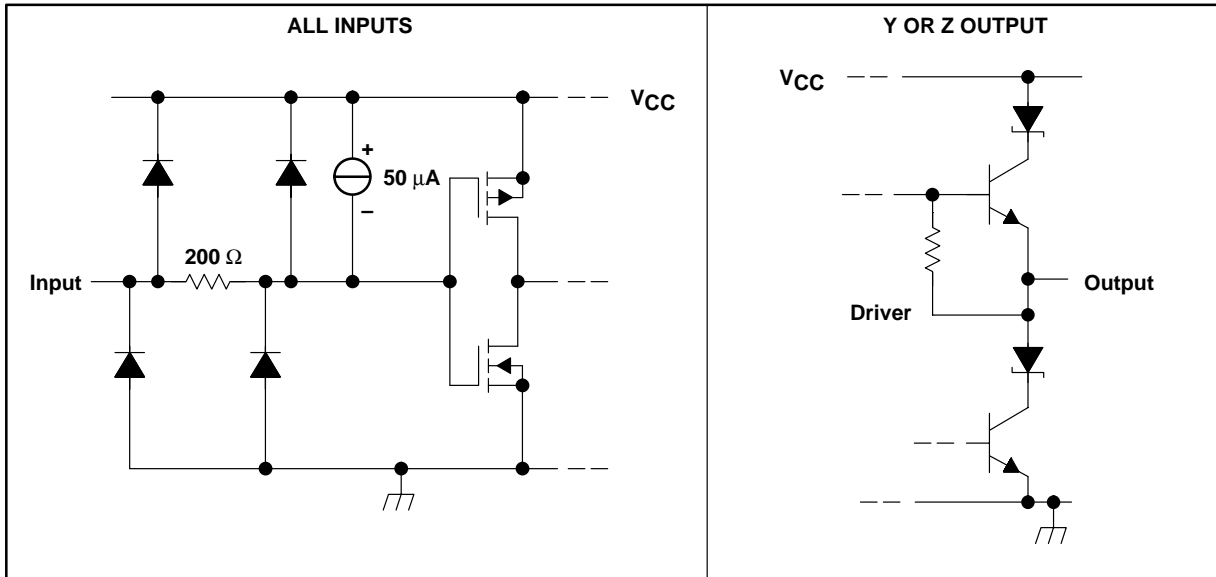 ALL INPUTS
VCC
+
50 μA
–
200 Ω
Input
Y OR Z OUTPUT
VCC
Output
Driver